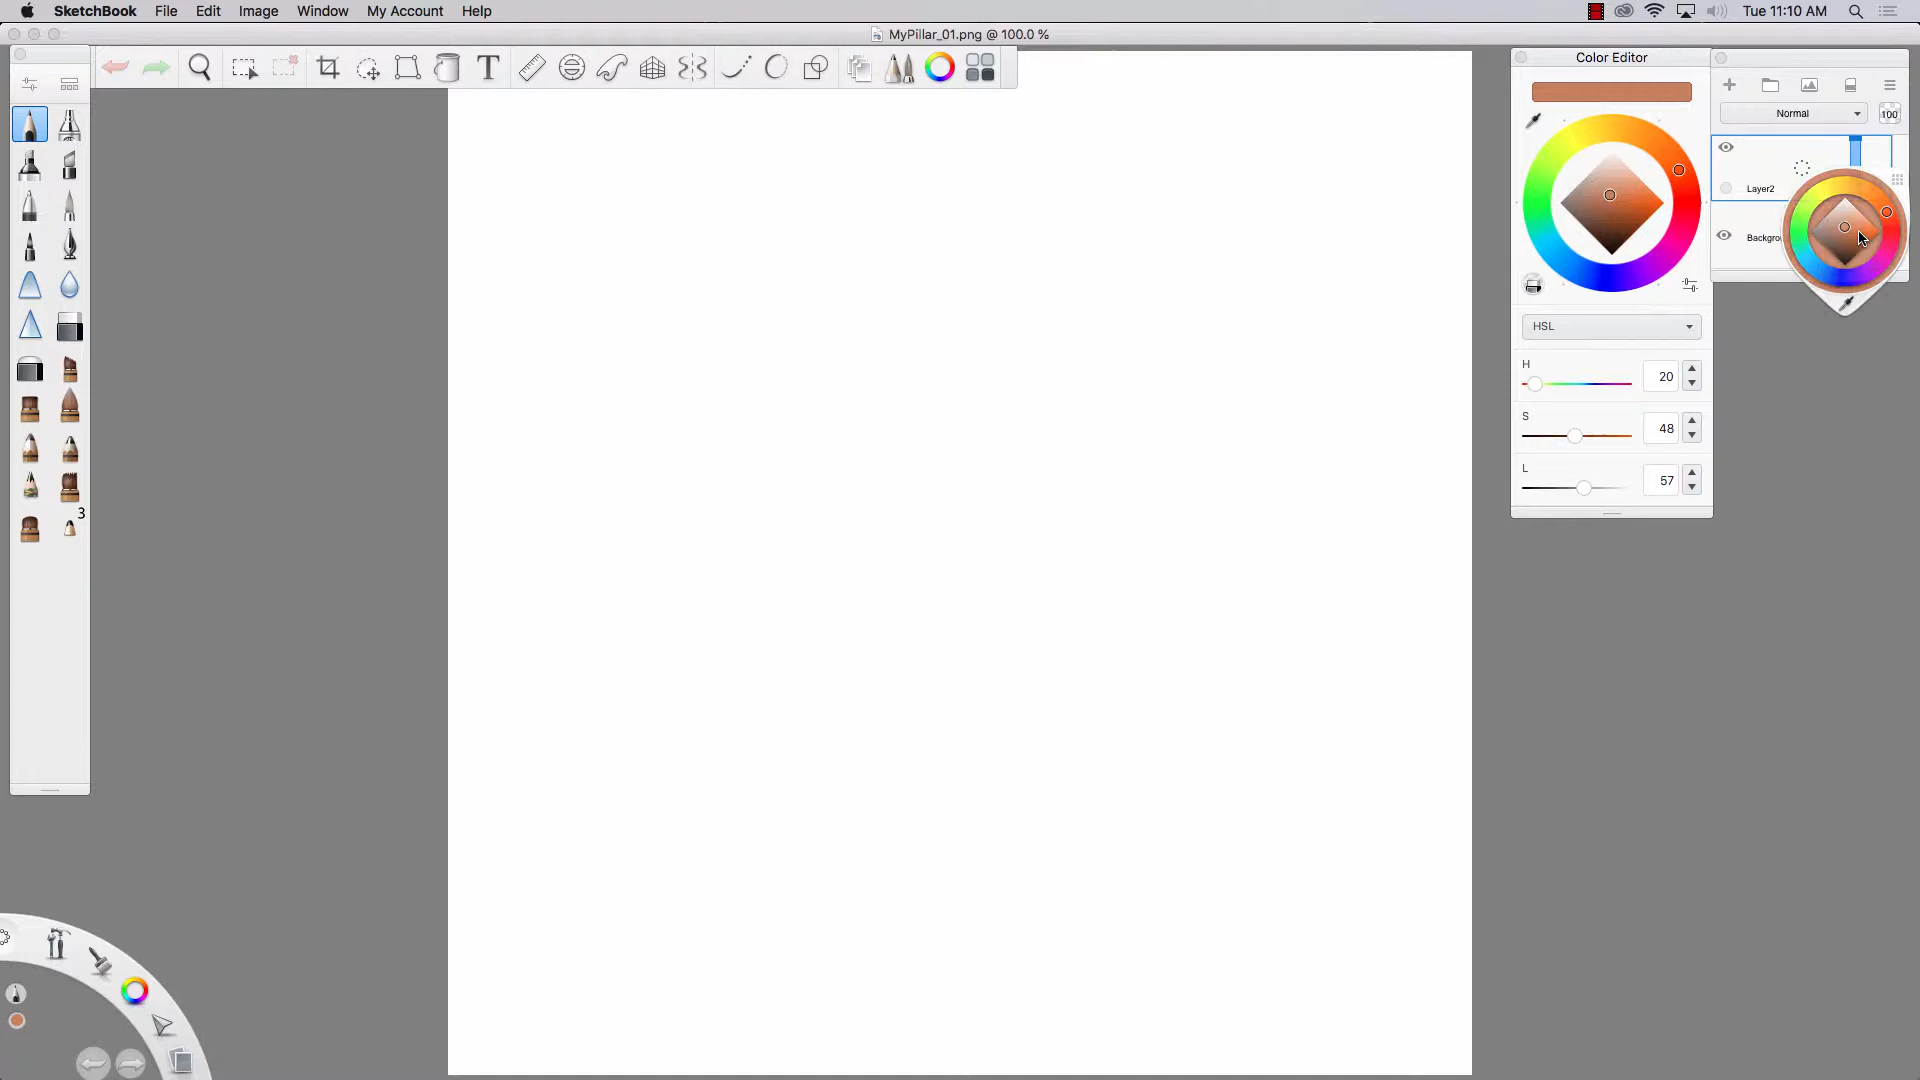 SketchBook File Edit Image Window My Account Help Tue 11:10 AM
MyPillar_01.png @ 100.0 %
T
Color Editor
Normal
100
Layer2
Backgro
HSL
H
20
S
48
L
57
3